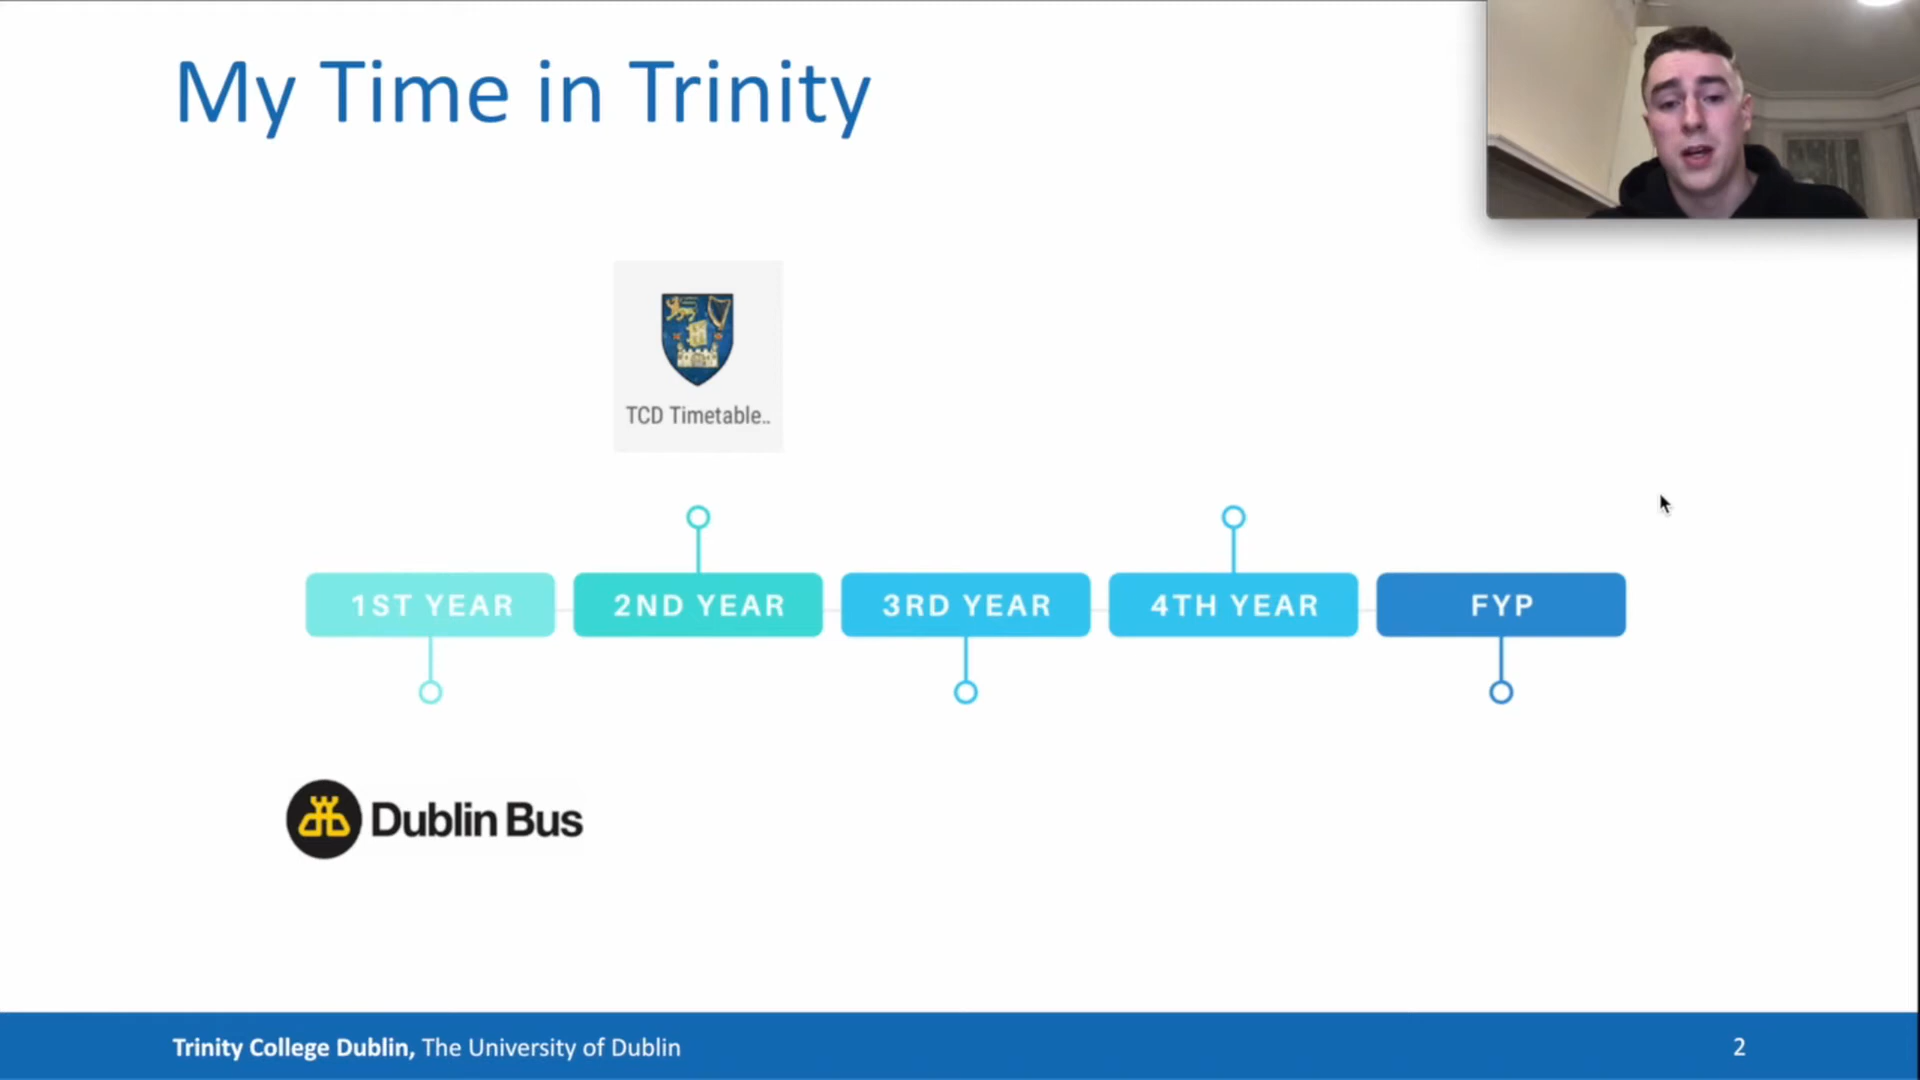 My Time in Trinity
TCD Timetable..
1ST YEAR
2ND YEAR
3RD YEAR
4TH YEAR
FYP
Dublin Bus
Trinity College Dublin, The University of Dublin
2